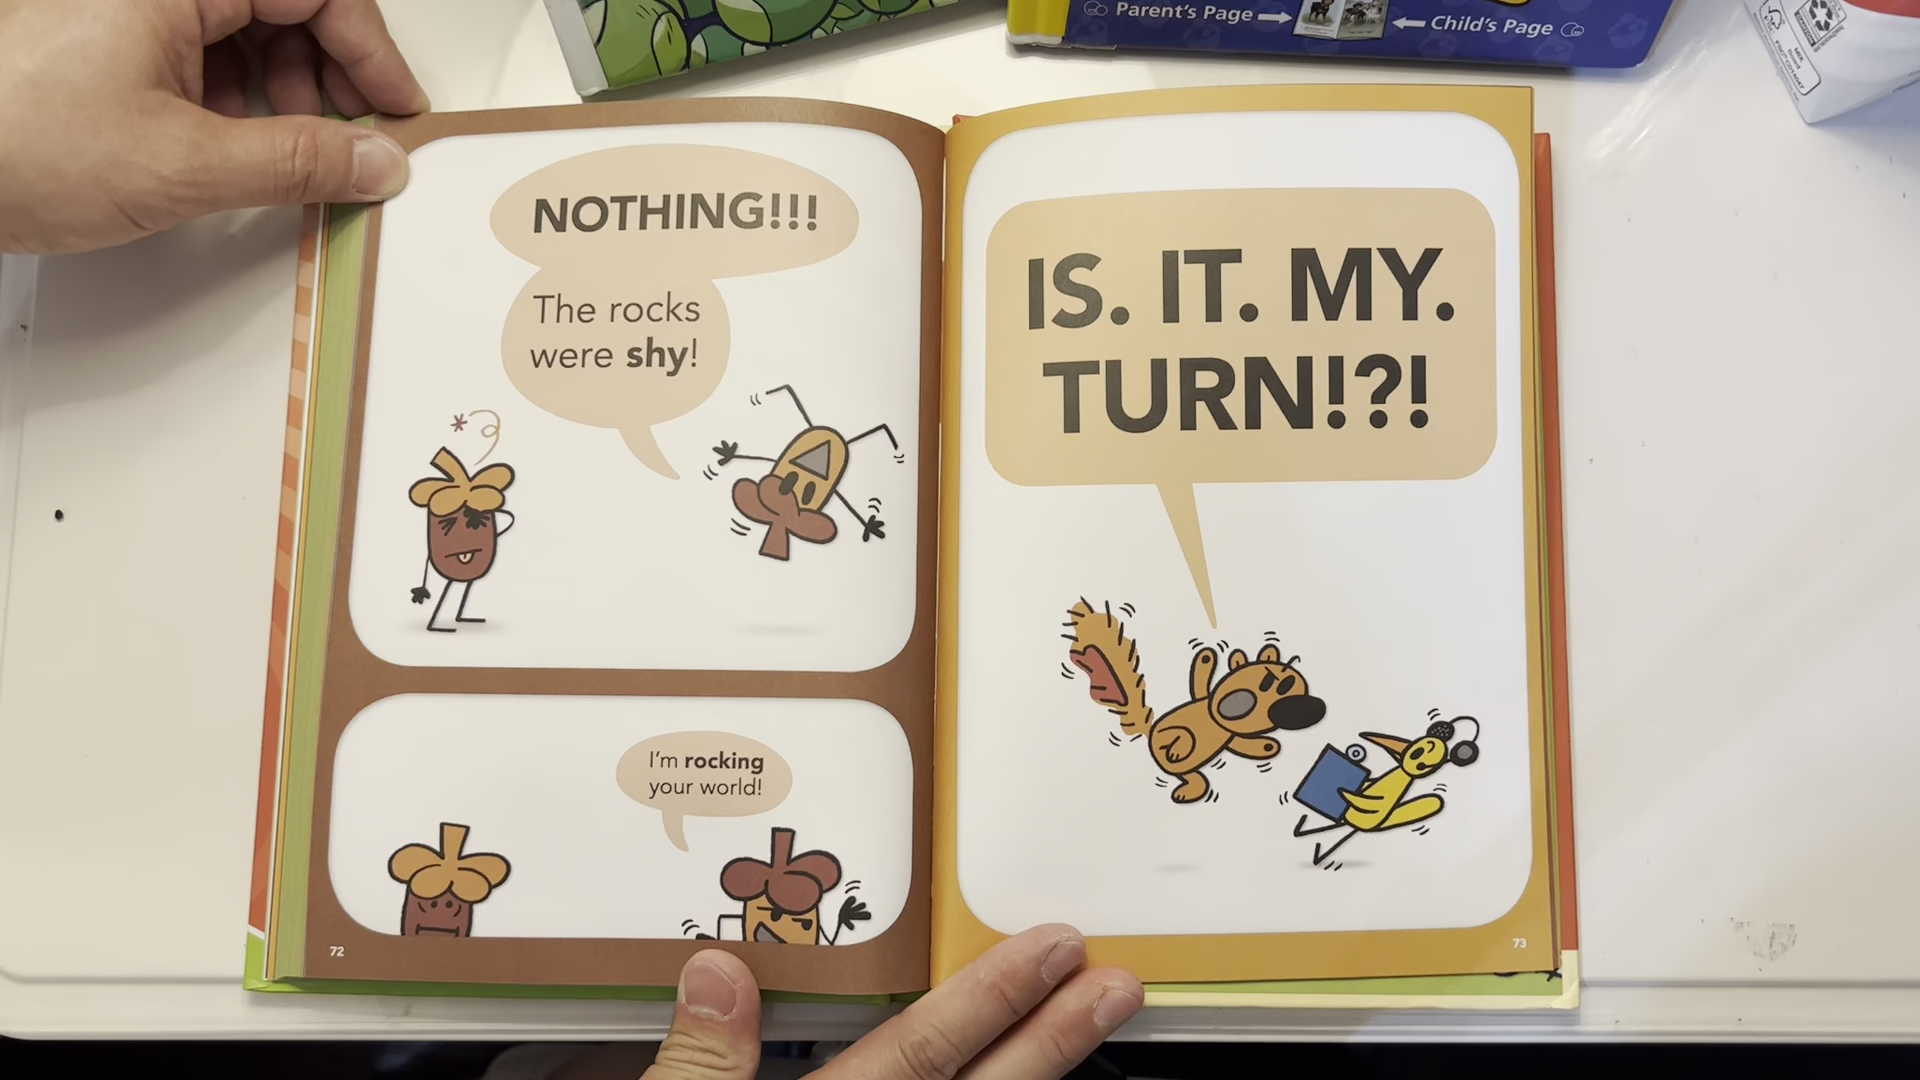 Parent's Page
Child's Page
NOTHING!!!
The rocks
were shy!
I'm rocking
your world!
72
IS. IT. MY.
TURN!?!
73